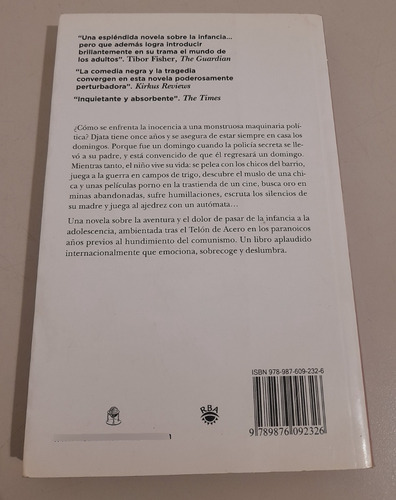 "Una espléndida novela sobre la infancia...
pero que además logra introducir
brillantemente en su trama el mundo de
los adultos". Tibor Fisher, The Guardian
"La comedia negra y la tragedia
convergen en esta novela poderosamente
perturbadora". Kirkus Reviews
"Inquietante y absorbente". The Times
¿Cómo se enfrenta la inocencia a una monstruosa maquinaria polí-
tica? Djata tiene once años y se asegura de estar siempre en casa los
domingos. Porque fue un domingo cuando la policía secreta se lle-
vó a su padre, y está convencido de que él regresará un domingo.
Mientras tanto, el niño vive su vida: se pelea con los chicos del barrio,
juega a la guerra en campos de trigo, descubre el muslo de una chi-
ca y unas películas porno en la trastienda de un cine, busca oro en
minas abandonadas, sufre humillaciones, escruta los silencios de
su madre y juega al ajedrez con un autómata...
Una novela sobre la aventura y el dolor de pasar de la infancia a la
adolescencia, ambientada tras el Telón de Acero en los paranoicos
años previos al hundimiento del comunismo. Un libro aplaudido
internacionalmente que emociona, sobrecoge y deslumbra.
ISBN 978-987-609-232-6
RBA
9 789876 092326